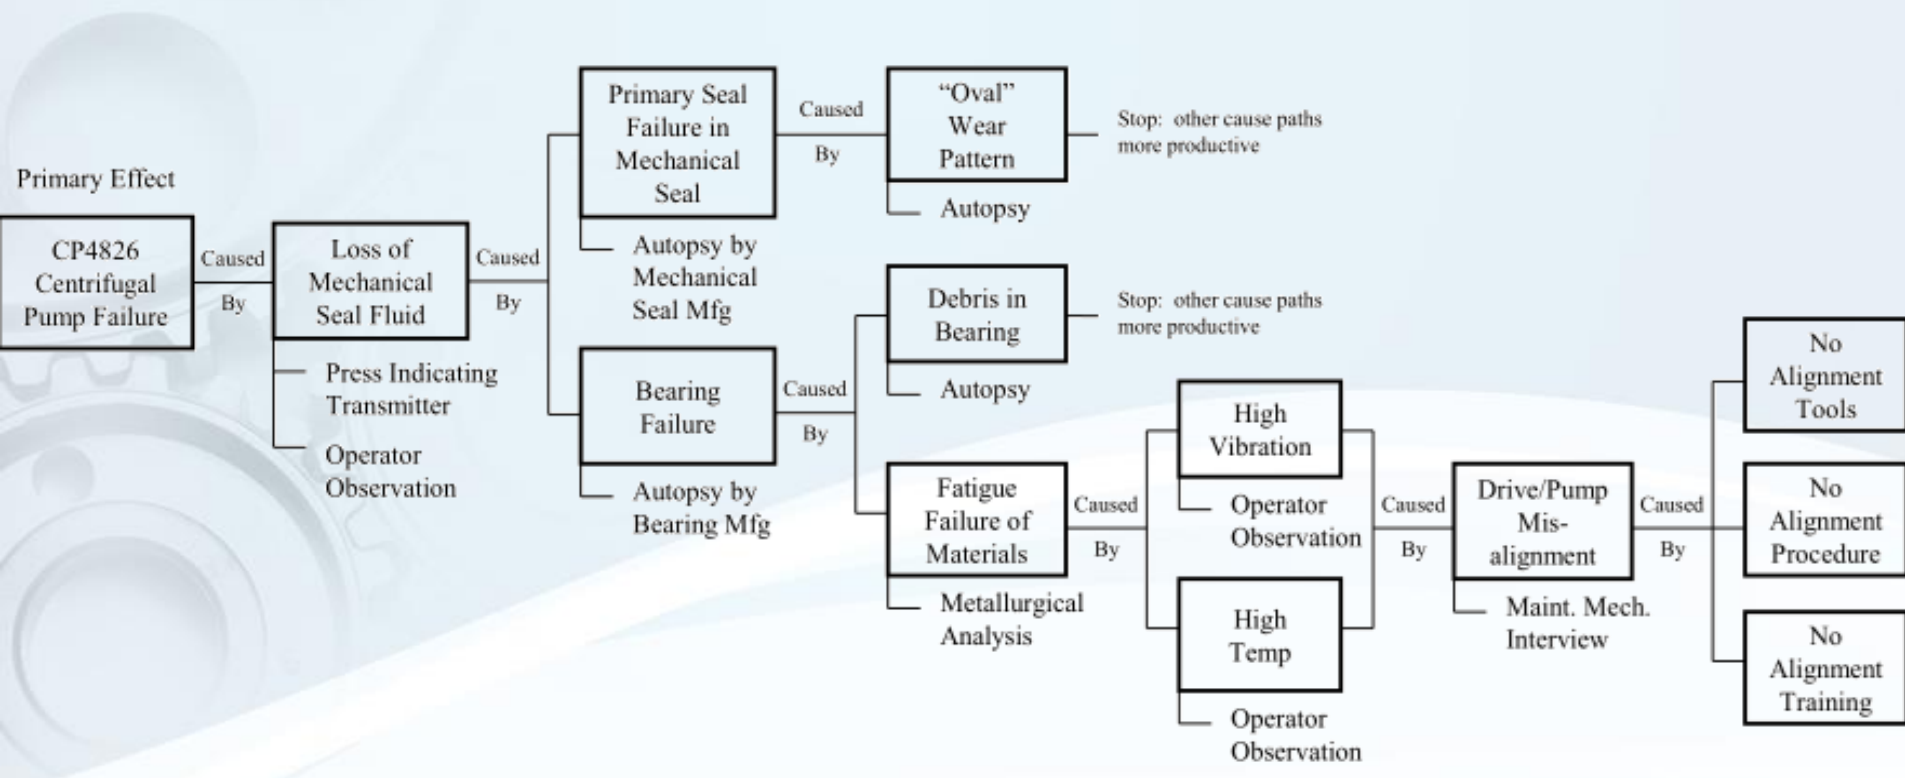 Primary Effect
CP4826
Centrifugal
Pump Failure
Caused
By
Loss of
Mechanical
Seal Fluid
Press Indicating
Transmitter
Operator
Observation
Caused
By
Primary Seal
Failure in
Mechanical
Seal
Autopsy by
Mechanical
Seal Mfg
Caused
By
“Oval”
Wear
Pattern
Autopsy
Stop: other cause paths
more productive
Bearing
Failure
Autopsy by
Bearing Mfg
Caused
By
Debris in
Bearing
Autopsy
Stop: other cause paths
more productive
Fatigue
Failure of
Materials
Metallurgical
Analysis
Caused
By
High
Vibration
Operator
Observation
High
Temp
Operator
Observation
Caused
By
Drive/Pump
Mis-
alignment
Maint. Mech.
Interview
Caused
By
No
Alignment
Tools
No
Alignment
Procedure
No
Alignment
Training